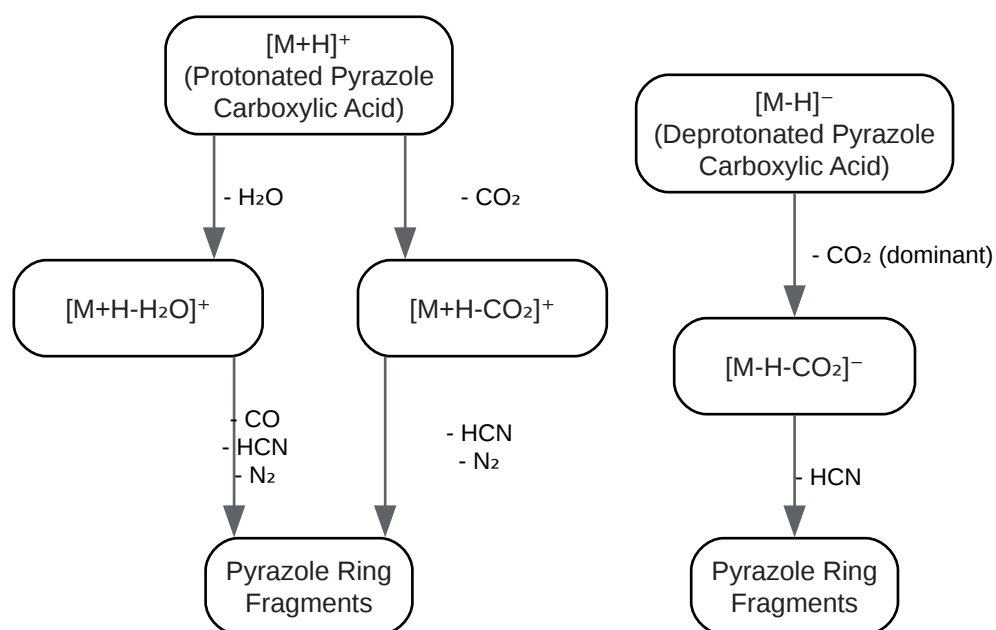 [M+H]⁺
(Protonated Pyrazole
Carboxylic Acid)
- H₂O
- CO₂
[M+H-H₂O]⁺
[M+H-CO₂]⁺
- CO
- HCN
- N₂
- HCN
- N₂
Pyrazole Ring
Fragments
[M-H]⁻
(Deprotonated Pyrazole
Carboxylic Acid)
- CO₂ (dominant)
[M-H-CO₂]⁻
- HCN
Pyrazole Ring
Fragments